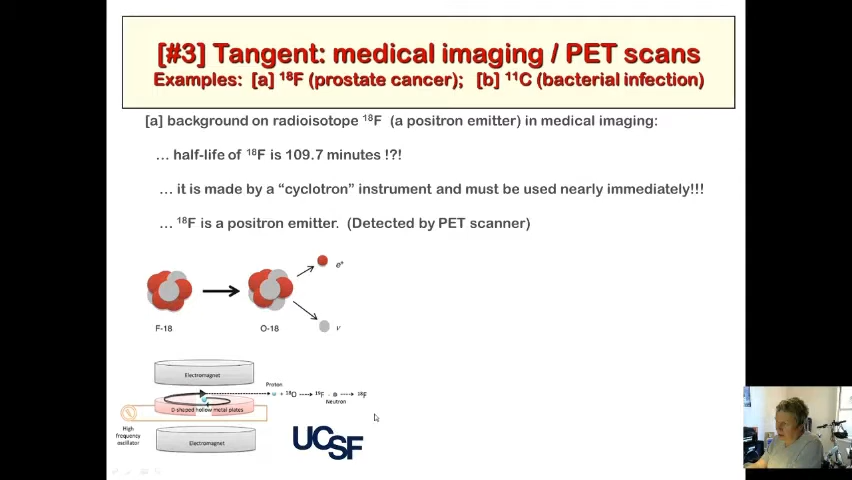 [#3] Tangent: medical imaging / PET scans
Examples: [a] ¹⁸F (prostate cancer); [b] ¹¹C (bacterial infection)
[a] background on radioisotope ¹⁸F (a positron emitter) in medical imaging:
... half-life of ¹⁸F is 109.7 minutes !?!
... it is made by a “cyclotron” instrument and must be used nearly immediately!!!
... ¹⁸F is a positron emitter. (Detected by PET scanner)
e⁺
F-18
O-18
ν
Electromagnet
Proton
+ ¹⁸O
¹⁹F -
¹⁸F
Neutron
D-shaped hollow metal plates
High
frequency
oscillator
Electromagnet
UCSF